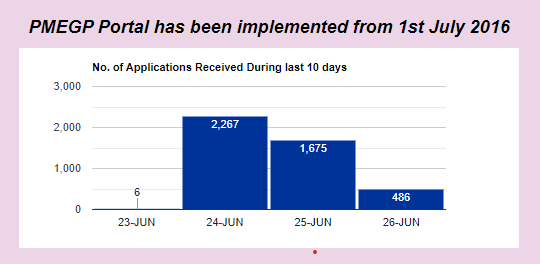 PMEGP Portal has been implemented from 1st July 2016
No. of Applications Received During last 10 days
3,000
2,000
1,000
0
6
2,267
1,675
486
23-JUN 24-JUN 25-JUN 26-JUN